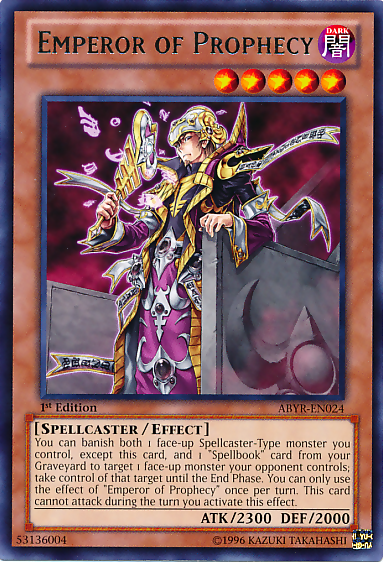 EMPEROR OF PROPHECY
DARK
闇
1st Edition
ABYR-EN024
[SPELLCASTER / EFFECT]
You can banish both 1 face-up Spellcaster-Type monster you
control, except this card, and 1 "Spellbook" card from your
Graveyard to target 1 face-up monster your opponent controls;
take control of that target until the End Phase. You can only use
the effect of "Emperor of Prophecy" once per turn. This card
cannot attack during the turn you activate this effect.
ATK/2300 DEF/2000
53136004
©1996 KAZUKI TAKAHASHI